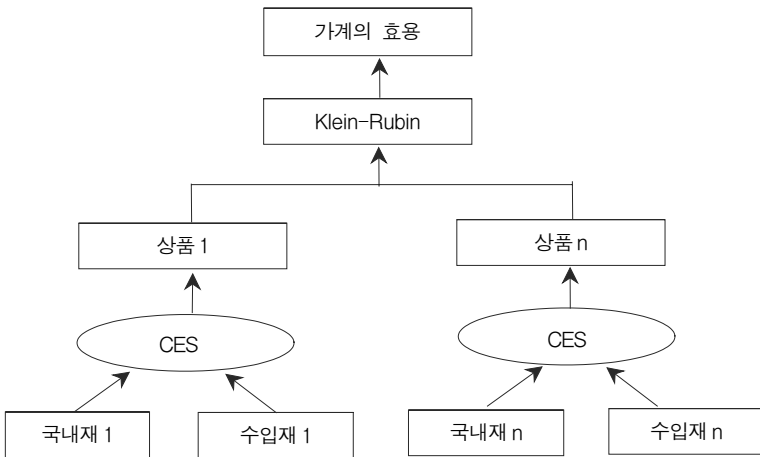 가계의 효용
Klein-Rubin
상품 1
상품 n
CES
CES
국내재 1
수입재 1
국내재 n
수입재 n